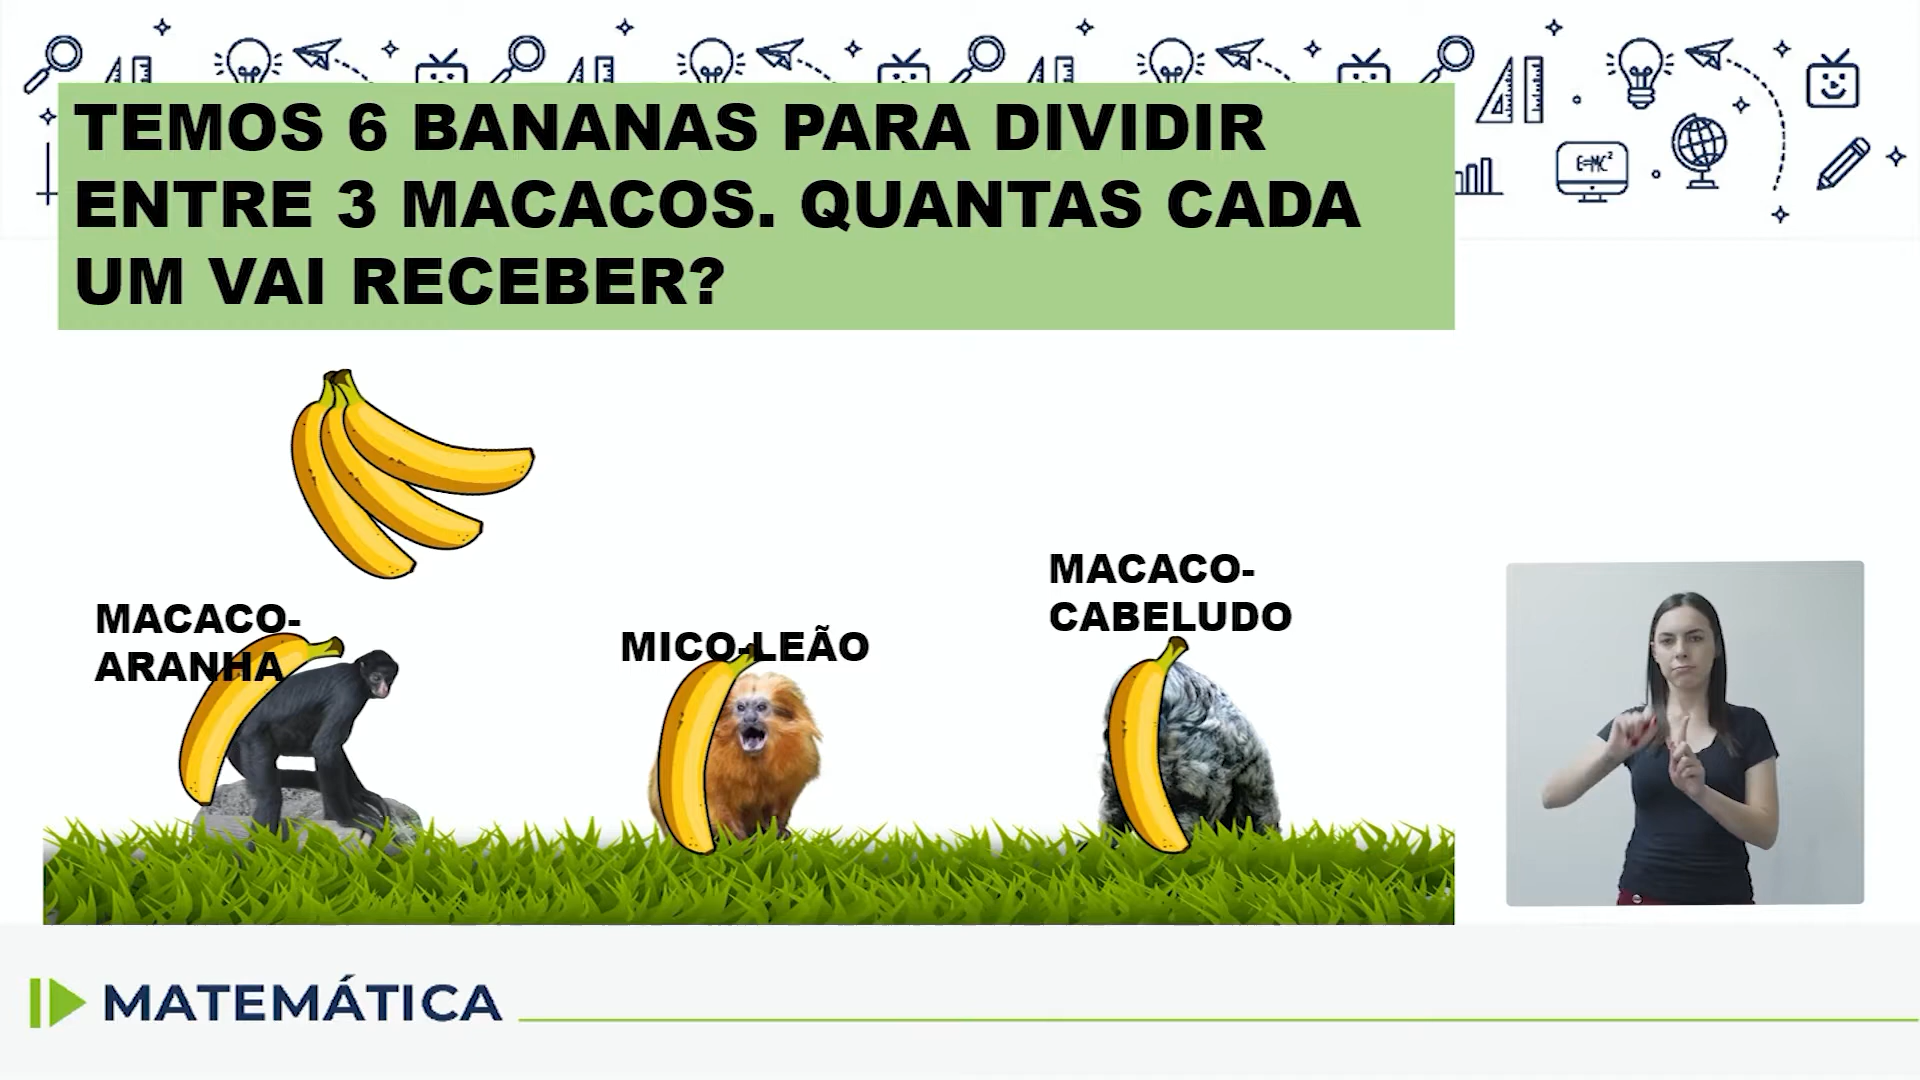 TEMOS 6 BANANAS PARA DIVIDIR
ENTRE 3 MACACOS. QUANTAS CADA
UM VAI RECEBER?
E=MC²
MACACO-
ARANHA
MICO-LEÃO
MACACO-
CABELUDO
MATEMÁTICA